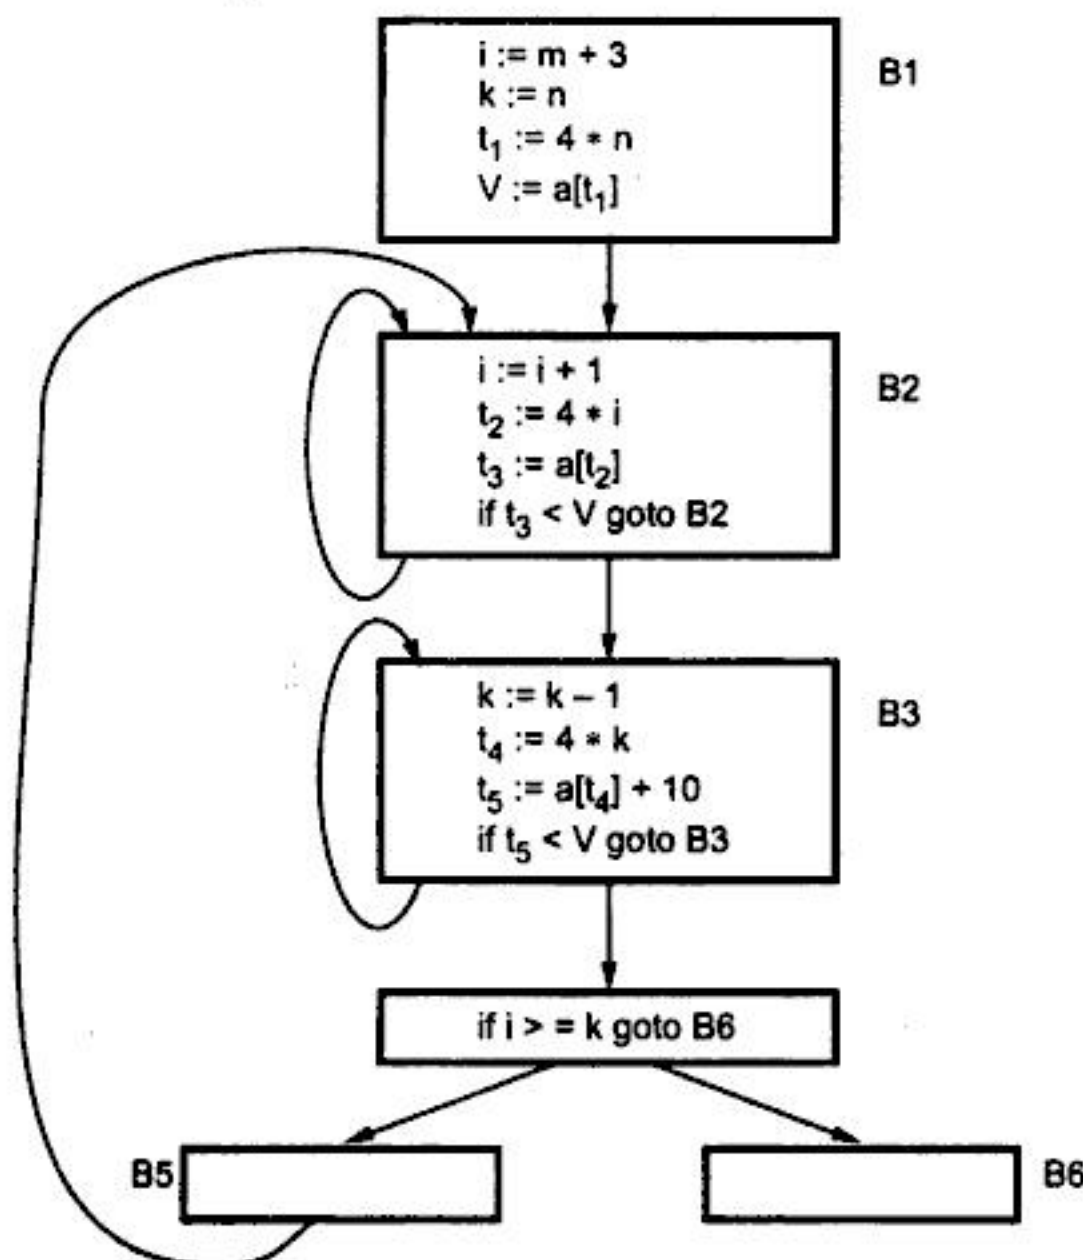 i := m + 3
k := n
t₁ := 4 * n
V := a[t₁]
B1
i := i + 1
t₂ := 4 * i
t₃ := a[t₂]
if t₃ < V goto B2
B2
k := k – 1
t₄ := 4 * k
t₅ := a[t₄] + 10
if t₅ < V goto B3
B3
if i > = k goto B6
B5
B6